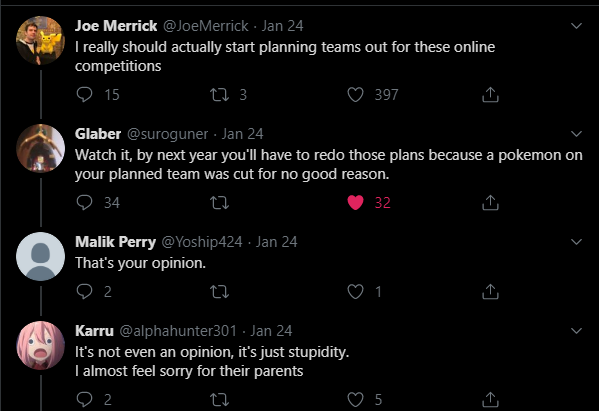 Joe Merrick @JoeMerrick · Jan 24
I really should actually start planning teams out for these online
competitions
15 3 397
Glaber @suroguner · Jan 24
Watch it, by next year you'll have to redo those plans because a pokemon on
your planned team was cut for no good reason.
34 32
Malik Perry @Yoship424 · Jan 24
That's your opinion.
2 1
Karru @alphahunter301 · Jan 24
It's not even an opinion, it's just stupidity.
I almost feel sorry for their parents
2 5